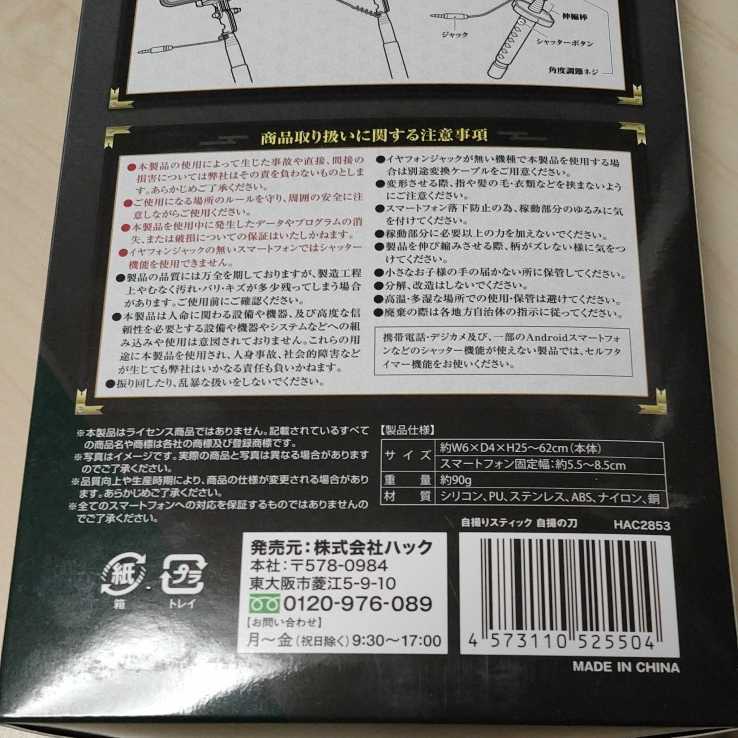 ジャック
伸縮棒
シャッターボタン
角度調節ネジ
商品取り扱いに関する注意事項
●本製品の使用によって生じた事故や直接、間接の
損害については弊社はその責を負わないものとしま
す。あらかじめご了承ください。
●ご使用になる場所のルールを守り、周囲の安全に注
意しながらご使用ください。
●本製品を使用中に発生したデータやプログラムの消
失、または破損についての保証はいたしかねます。
●イヤフォンジャックの無いスマートフォンではシャッター
機能を使用できません。
●製品の品質には万全を期しておりますが、製造工程
上やむなく汚れ・バリ・キズが多少残ってしまう場合
があります。ご使用前にご確認ください。
●本製品は人命に関わる設備や機器、及び高度な信
頼性を必要とする設備や機器やシステムなどへの組
み込みや使用は意図されておりません。これらの用
途に本製品を使用され、人身事故、社会的障害など
が生じても弊社はいかなる責任も負いかねます。
●振り回したり、乱暴な扱いをしないでください。
●イヤフォンジャックが無い機種で本製品を使用する場
合は別途変換ケーブルをご用意ください。
●変形させる際、指や髪の毛・衣類などを挟まないよう
にご注意ください。
●スマートフォン落下防止の為、稼動部分のゆるみに気
を付けてください。
●稼動部分に必要以上の力を加えないでください。
●製品を伸び縮みさせる際、柄がズレない様に気をつ
けてください。
●小さなお子様の手の届かない所に保管してください。
●分解、改造はしないでください。
●高温・多湿な場所での使用・保管は避けてください。
●廃棄の際は各地方自治体の指示に従ってください。
携帯電話・デジカメ及び、一部のAndroidスマートフォ
ンなどのシャッター機能が使えない製品では、セルフタ
イマー機能をお使いください。
※本製品はライセンス商品ではありません。記載されているすべて
の商品名や商標は各社の商標及び登録商標です。
※写真はイメージです。実際の商品と写真は異なる場合があります
のでご了承ください。
※品質向上や生産時期により、商品の仕様が変更される場合があり
ます。あらかじめご了承ください。
※全てのスマートフォンへの対応を保証するものではありませんの
でご了承ください。
【製品仕様】
サイズ 約W6×D4×H25～62cm(本体)
スマートフォン固定幅:約5.5～8.5cm
重量 約90g
材質 シリコン、PU、ステンレス、ABS、ナイロン、銅
自撮りスティック 自撮の刀 HAC2853
紙
箱
プラ
トレイ
発売元:株式会社ハック
本社:〒578-0984
東大阪市菱江5-9-10
0120-976-089
【お問い合わせ】
月～金(祝日除く)9:30～17:00
4 573110 525504
MADE IN CHINA